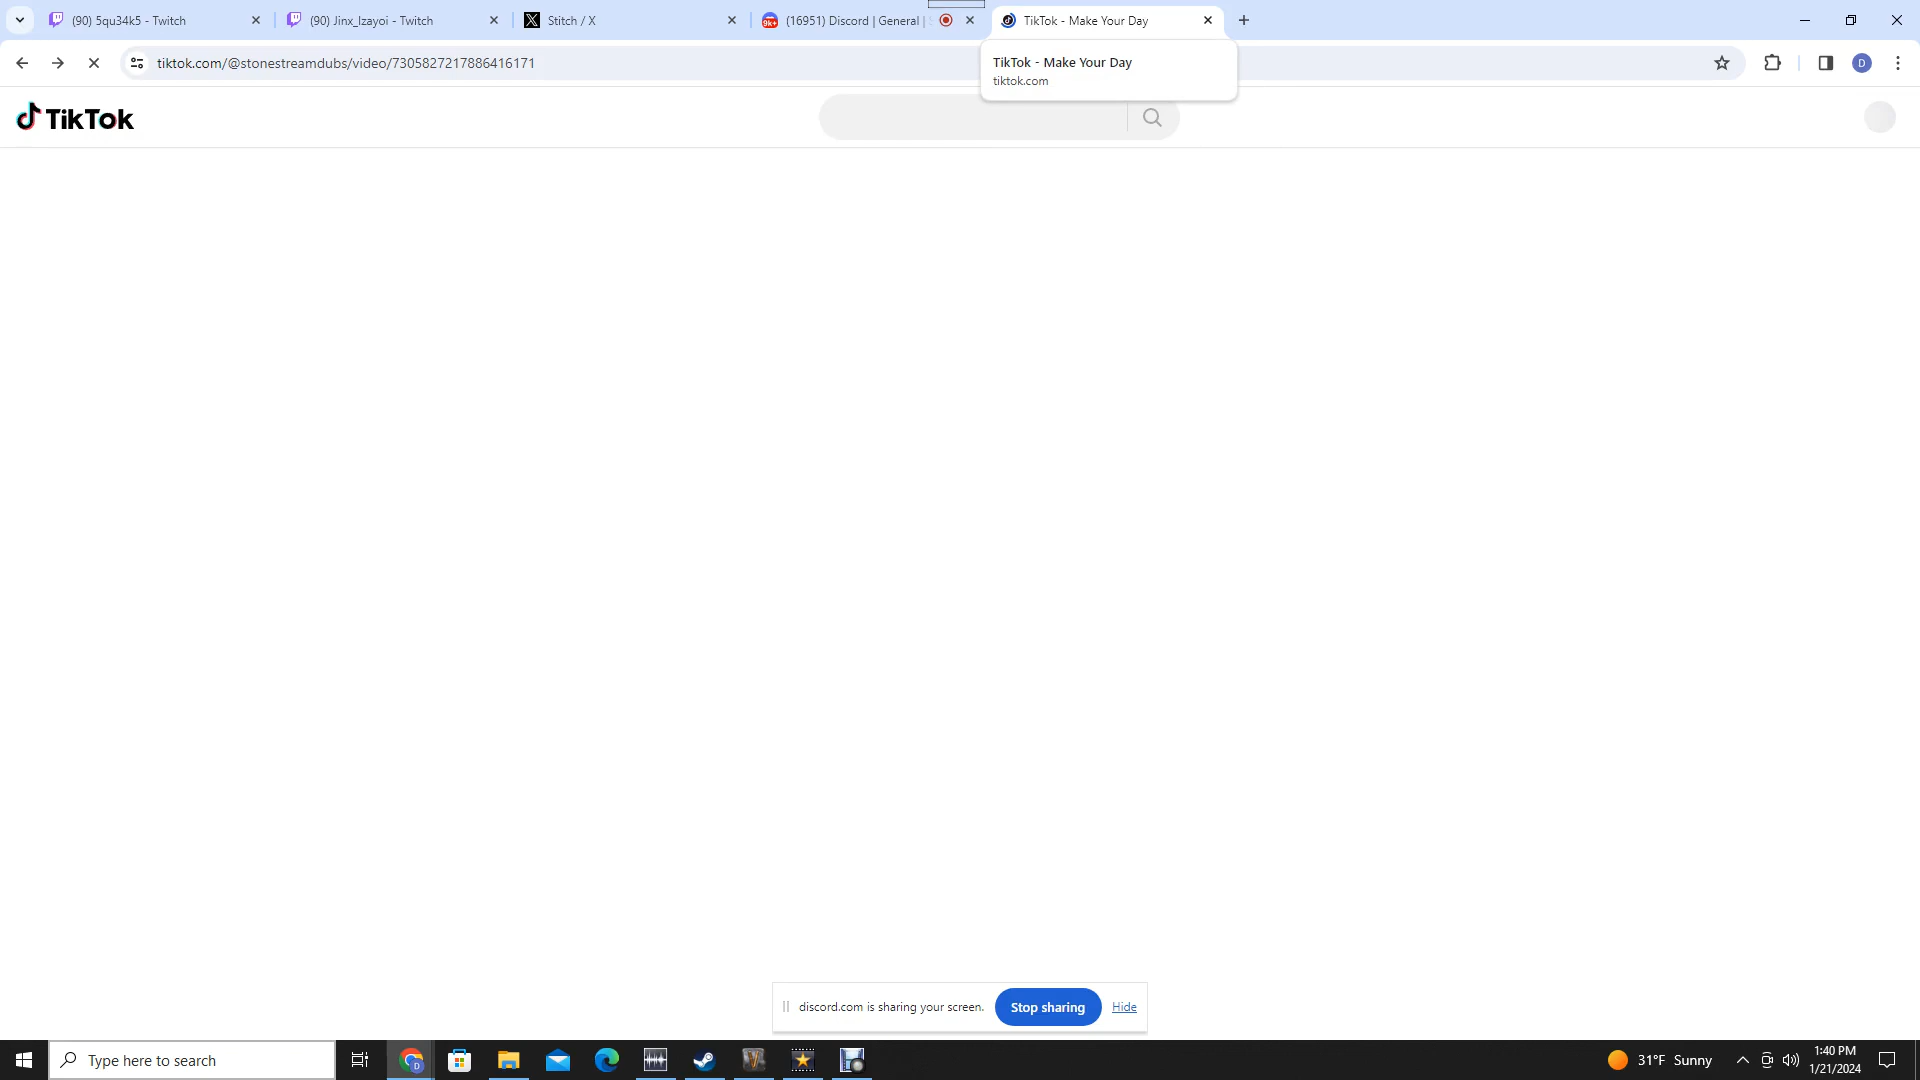 (90) 5qu34k5 - Twitch
(90) Jinx_Izayoi - Twitch
Stitch / X
9k+
(16951) Discord | General |
TikTok - Make Your Day
tiktok.com/@stonestreamdubs/video/7305827217886416171
TikTok - Make Your Day
tiktok.com
D
TikTok
discord.com is sharing your screen.
Stop sharing
Hide
Type here to search
D
31°F Sunny
1:40 PM
1/21/2024